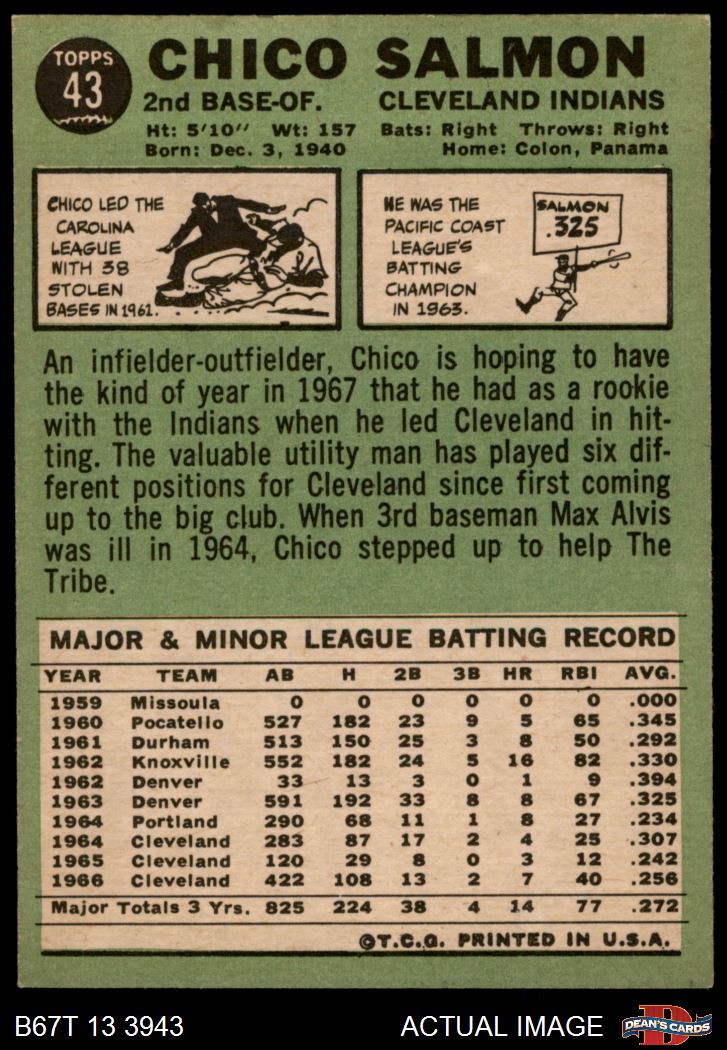 TOPPS
43
CHICO SALMON
2nd BASE-OF. CLEVELAND INDIANS
Ht: 5'10" Wt: 157 Bats: Right Throws: Right
Born: Dec. 3, 1940 Home: Colon, Panama
CHICO LED THE
CAROLINA
LEAGUE
WITH 38
STOLEN
BASES IN 1961.
HE WAS THE
PACIFIC COAST
LEAGUE'S
BATTING
CHAMPION
IN 1963.
SALMON
.325
An infielder-outfielder, Chico is hoping to have
the kind of year in 1967 that he had as a rookie
with the Indians when he led Cleveland in hit-
ting. The valuable utility man has played six dif-
ferent positions for Cleveland since first coming
up to the big club. When 3rd baseman Max Alvis
was ill in 1964, Chico stepped up to help The
Tribe.
MAJOR & MINOR LEAGUE BATTING RECORD
YEAR TEAM AB H 2B 3B HR RBI AVG.
1959 Missoula 0 0 0 0 0 0 .000
1960 Pocatello 527 182 23 9 5 65 .345
1961 Durham 513 150 25 3 8 50 .292
1962 Knoxville 552 182 24 5 16 82 .330
1962 Denver 33 13 3 0 1 9 .394
1963 Denver 591 192 33 8 8 67 .325
1964 Portland 290 68 11 1 8 27 .234
1964 Cleveland 283 87 17 2 4 25 .307
1965 Cleveland 120 29 8 0 3 12 .242
1966 Cleveland 422 108 13 2 7 40 .256
Major Totals 3 Yrs. 825 224 38 4 14 77 .272
©T.C.G. PRINTED IN U.S.A.
B67T 13 3943 ACTUAL IMAGE
D
DEAN'S CARDS